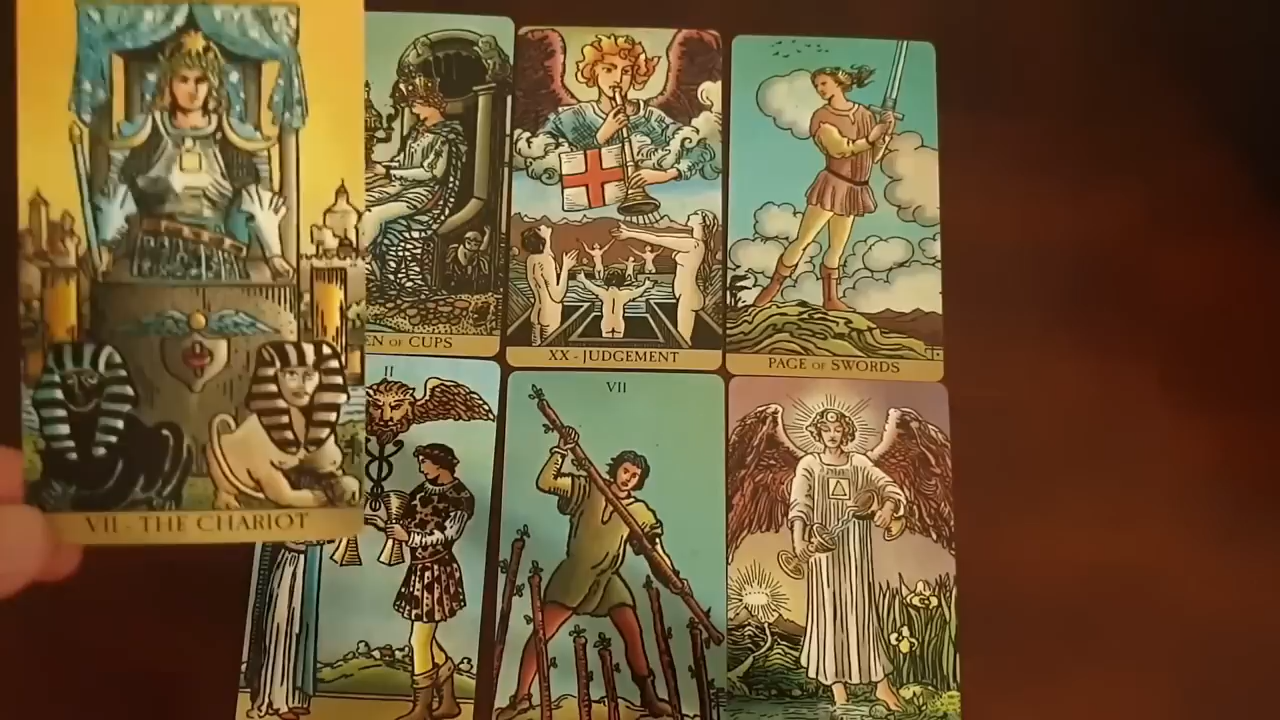 EN OF CUPS
XX - JUDGEMENT
PAGE OF SWORDS
VII - THE CHARIOT
II
VII